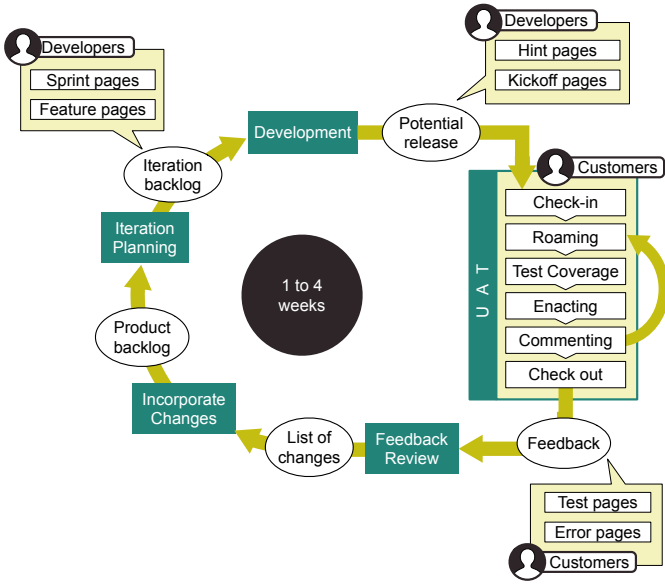 Developers
Sprint pages
Feature pages
Developers
Hint pages
Kickoff pages
Development
Potential
release
Iteration
backlog
Customers
Check-in
Roaming
Test Coverage
Enacting
Commenting
Check out
UAT
Iteration
Planning
1 to 4
weeks
Product
backlog
Incorporate
Changes
List of
changes
Feedback
Review
Feedback
Test pages
Error pages
Customers